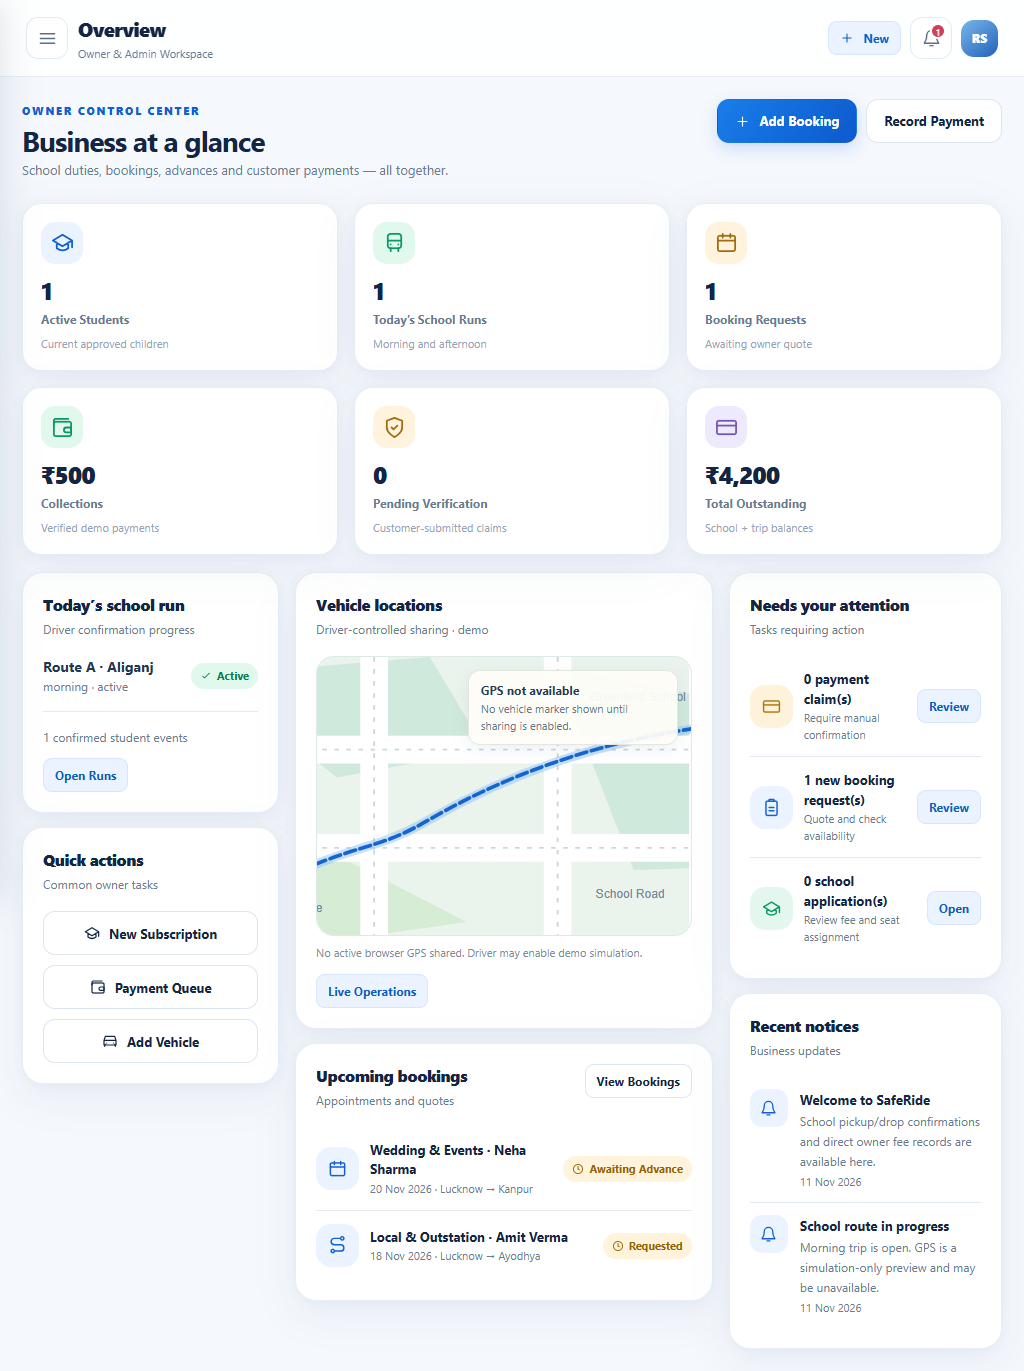 Overview
Owner & Admin Workspace
New
1
RS
OWNER CONTROL CENTER
Business at a glance
School duties, bookings, advances and customer payments — all together.
Add Booking
Record Payment
1
Active Students
Current approved children
1
Today's School Runs
Morning and afternoon
1
Booking Requests
Awaiting owner quote
₹500
Collections
Verified demo payments
0
Pending Verification
Customer-submitted claims
₹4,200
Total Outstanding
School + trip balances
Today's school run
Driver confirmation progress
Route A · Aliganj
morning · active
Active
1 confirmed student events
Open Runs
Quick actions
Common owner tasks
New Subscription
Payment Queue
Add Vehicle
Vehicle locations
Driver-controlled sharing · demo
GPS not available
No vehicle marker shown until
sharing is enabled.
School Road
e
No active browser GPS shared. Driver may enable demo simulation.
Live Operations
Upcoming bookings
Appointments and quotes
View Bookings
Wedding & Events · Neha
Sharma
20 Nov 2026 · Lucknow → Kanpur
Awaiting Advance
Local & Outstation · Amit Verma
18 Nov 2026 · Lucknow → Ayodhya
Requested
Needs your attention
Tasks requiring action
0 payment
claim(s)
Require manual
confirmation
Review
1 new booking
request(s)
Quote and check
availability
Review
0 school
application(s)
Review fee and seat
assignment
Open
Recent notices
Business updates
Welcome to SafeRide
School pickup/drop confirmations
and direct owner fee records are
available here.
11 Nov 2026
School route in progress
Morning trip is open. GPS is a
simulation-only preview and may
be unavailable.
11 Nov 2026